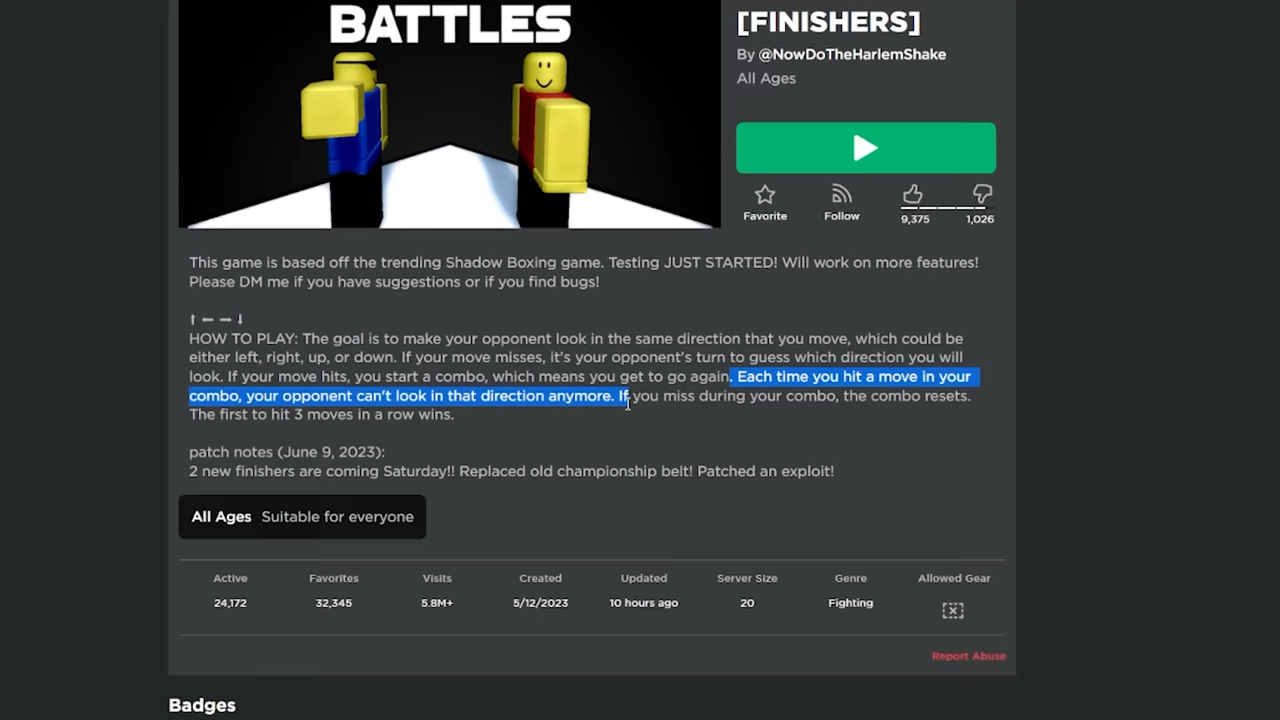 BATTLES
[FINISHERS]
By @NowDoTheHarlemShake
All Ages
Favorite
Follow
9,375
1,026
This game is based off the trending Shadow Boxing game. Testing JUST STARTED! Will work on more features!
Please DM me if you have suggestions or if you find bugs!
↑ ← → ↓
HOW TO PLAY: The goal is to make your opponent look in the same direction that you move, which could be
either left, right, up, or down. If your move misses, it's your opponent's turn to guess which direction you will
look. If your move hits, you start a combo, which means you get to go again. Each time you hit a move in your
combo, your opponent can't look in that direction anymore. If you miss during your combo, the combo resets.
The first to hit 3 moves in a row wins.
patch notes (June 9, 2023):
2 new finishers are coming Saturday!! Replaced old championship belt! Patched an exploit!
All Ages Suitable for everyone
Active Favorites Visits Created Updated Server Size Genre Allowed Gear
24,172 32,345 5.8M+ 5/12/2023 10 hours ago 20 Fighting
Report Abuse
Badges